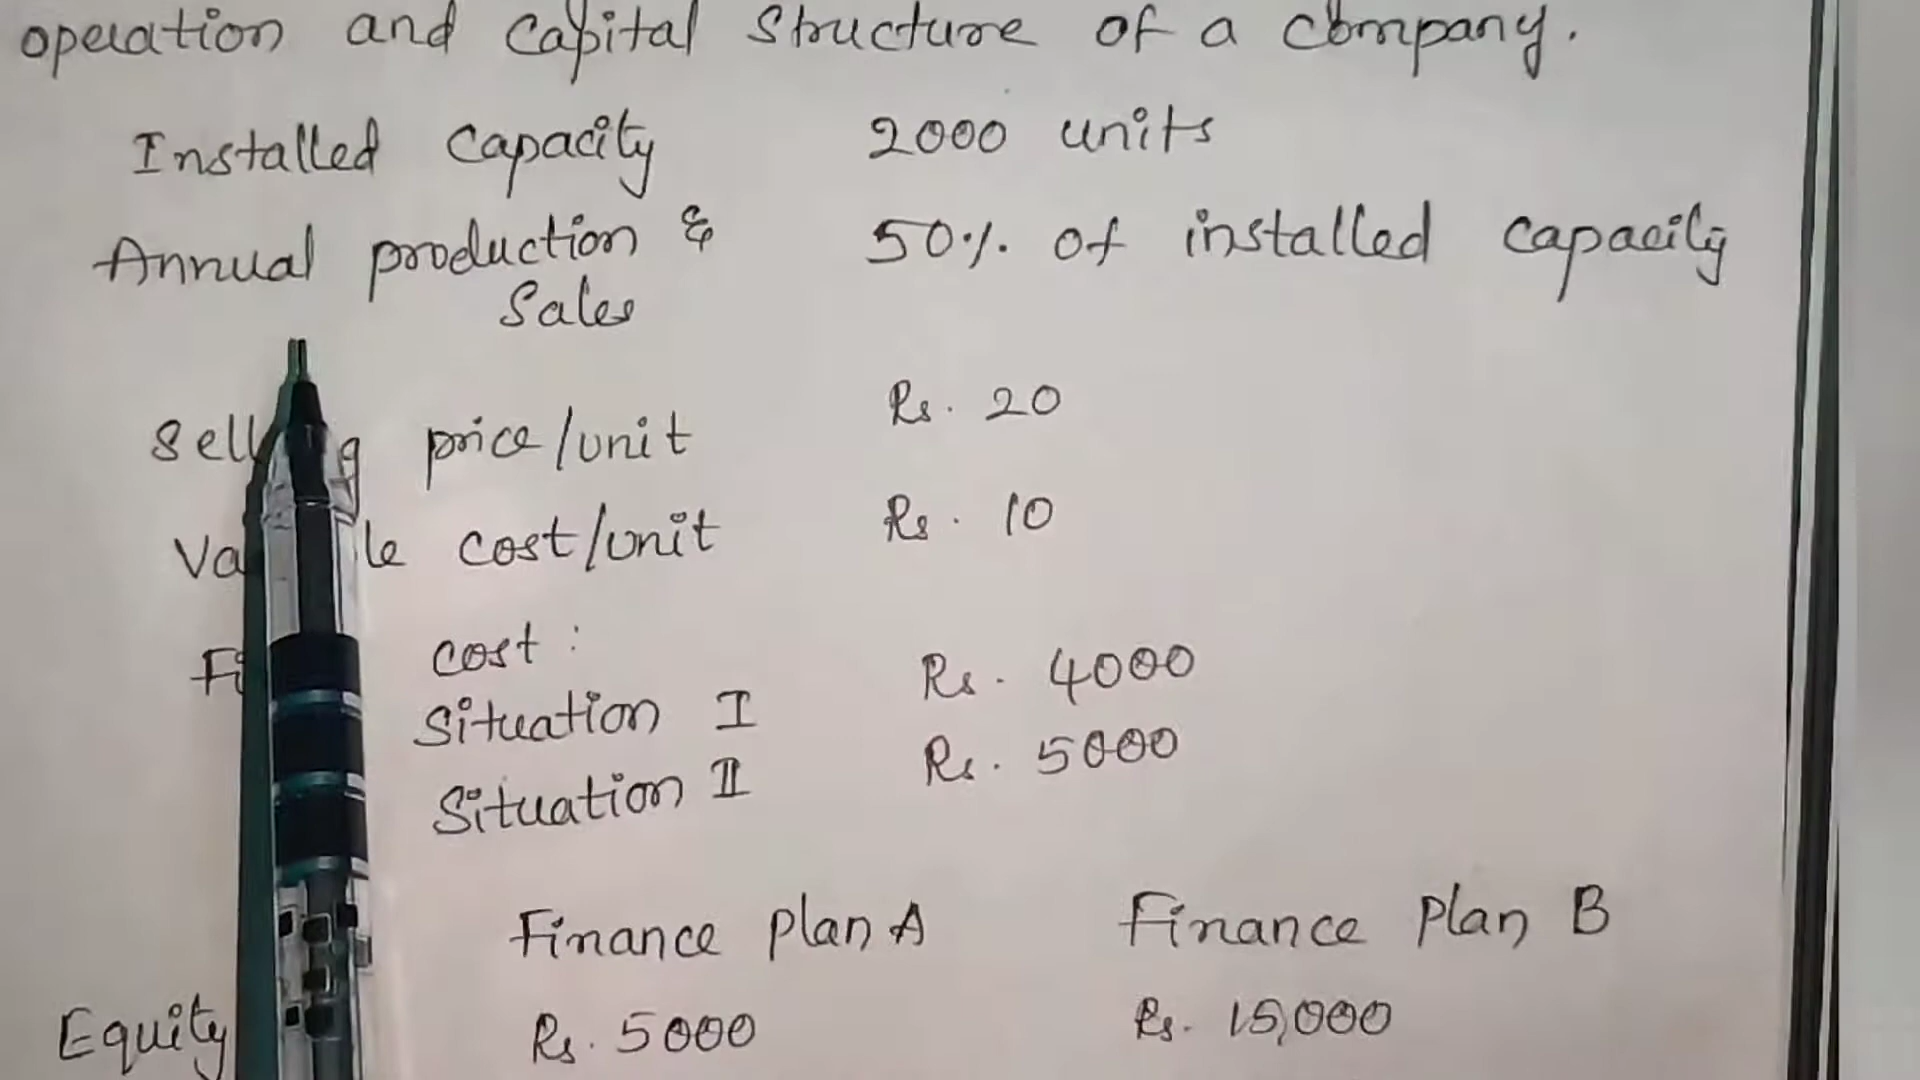 operation and capital structure of a company.
Installed capacity 2000 units
Annual production & 50% of installed capacity
Sales
price/unit Rs. 20
cost/unit Rs. 10
cost:
Situation I Rs. 4000
Situation II Rs. 5000
Finance plan A Finance plan B
Equity Rs. 5000 Rs. 15,000